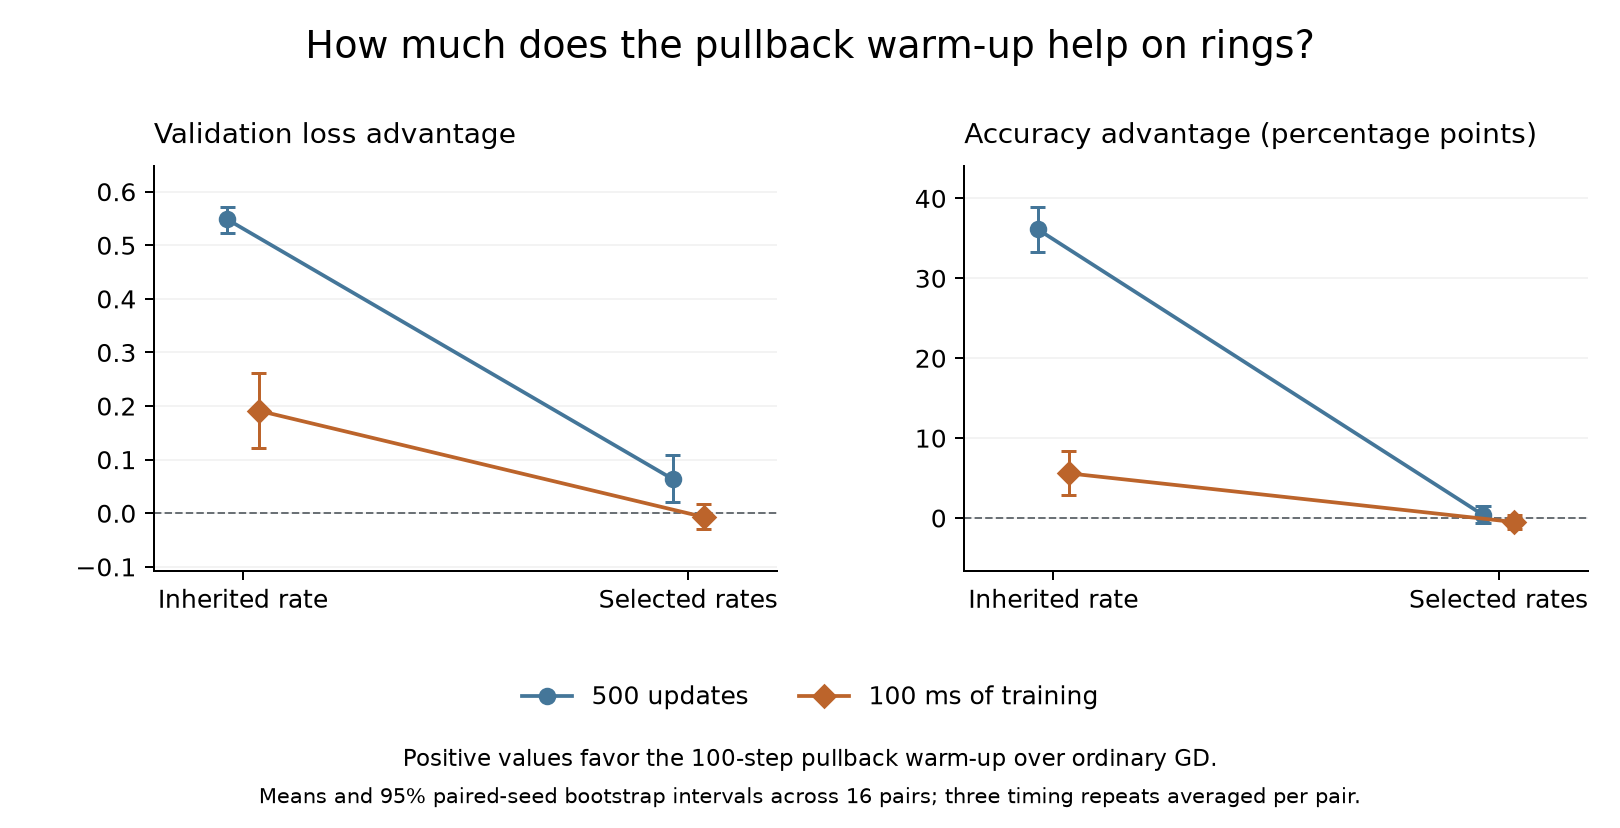 How much does the pullback warm-up help on rings?
Validation loss advantage
0.6
0.5
0.4
0.3
0.2
0.1
0.0
−0.1
Inherited rate
Selected rates
Accuracy advantage (percentage points)
40
30
20
10
0
Inherited rate
Selected rates
500 updates
100 ms of training
Positive values favor the 100-step pullback warm-up over ordinary GD.
Means and 95% paired-seed bootstrap intervals across 16 pairs; three timing repeats averaged per pair.